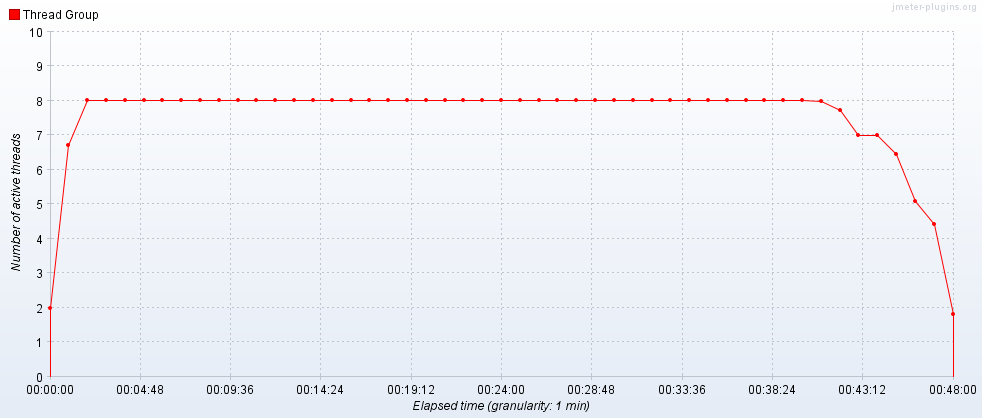 Thread Group
jmeter-plugins.org
10
9
8
7
6
5
4
3
2
1
0
Number of active threads
00:00:00 00:04:48 00:09:36 00:14:24 00:19:12 00:24:00 00:28:48 00:33:36 00:38:24 00:43:12 00:48:00
Elapsed time (granularity: 1 min)